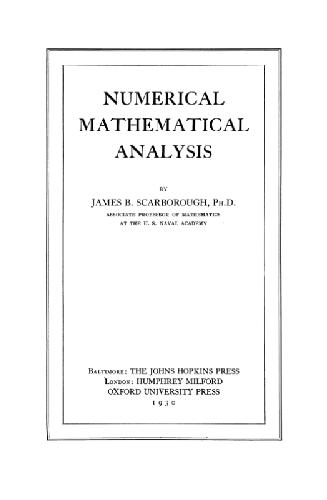 NUMERICAL
MATHEMATICAL
ANALYSIS
BY
JAMES B. SCARBOROUGH, PH.D.
ASSOCIATE PROFESSOR OF MATHEMATICS
AT THE U. S. NAVAL ACADEMY
BALTIMORE: THE JOHNS HOPKINS PRESS
LONDON: HUMPHREY MILFORD
OXFORD UNIVERSITY PRESS
1930